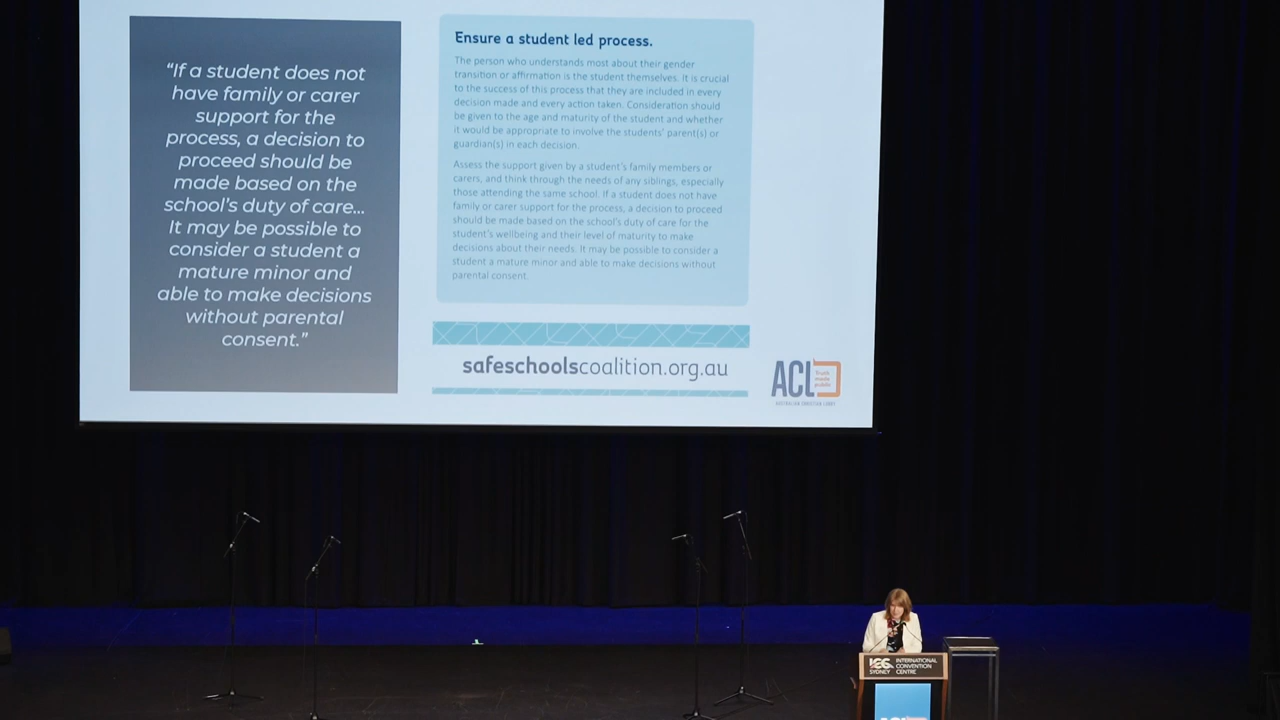 “If a student does not
have family or carer
support for the
process, a decision to
proceed should be
made based on the
school’s duty of care...
It may be possible to
consider a student a
mature minor and
able to make decisions
without parental
consent.”
Ensure a student led process.
The person who understands most about their gender
transition or affirmation is the student themselves. It is crucial
to the success of this process that they are included in every
decision made and every action taken. Consideration should
be given to the age and maturity of the student and whether
it would be appropriate to involve the students’ parent(s) or
guardian(s) in each decision.
Assess the support given by a student’s family members or
carers, and think through the needs of any siblings, especially
those attending the same school. If a student does not have
family or carer support for the process, a decision to proceed
should be made based on the school’s duty of care for the
student’s wellbeing and their level of maturity to make
decisions about their needs. It may be possible to consider a
student a mature minor and able to make decisions without
parental consent.
safeschoolscoalition.org.au
ACL
Truth
made
public
AUSTRALIAN CHRISTIAN LOBBY
ICC
SYDNEY
INTERNATIONAL
CONVENTION
CENTRE
ACL